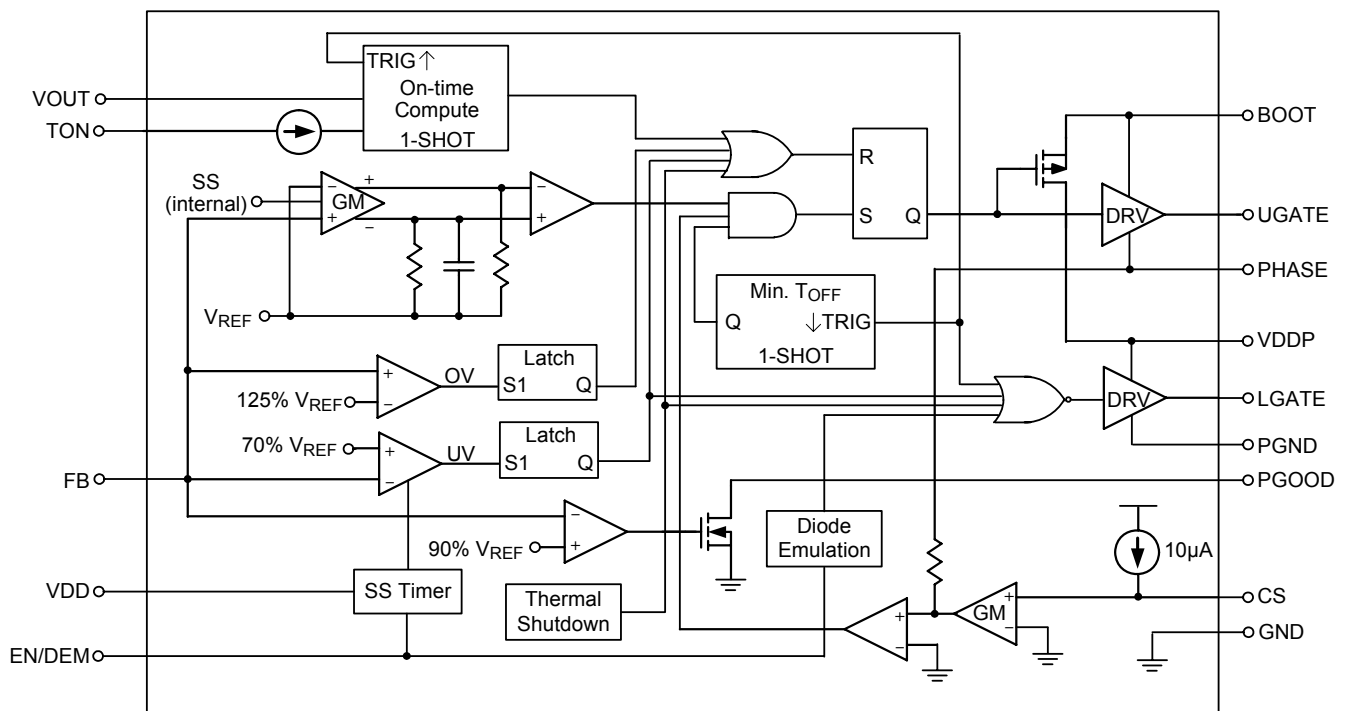 TRIG↑
On-time
Compute
1-SHOT
VOUT
TON
BOOT
R
S
Q
SS
(internal)
−
GM
+
+
−
−
+
DRV
UGATE
PHASE
Min. TOFF
Q
↓TRIG
1-SHOT
VREF
VDDP
Latch
S1
Q
+
−
OV
125% VREF
DRV
LGATE
Latch
S1
Q
70% VREF
+
−
UV
PGND
FB
PGOOD
−
+
90% VREF
Diode
Emulation
10µA
VDD
SS Timer
Thermal
Shutdown
+
−
GM
+
−
CS
GND
EN/DEM